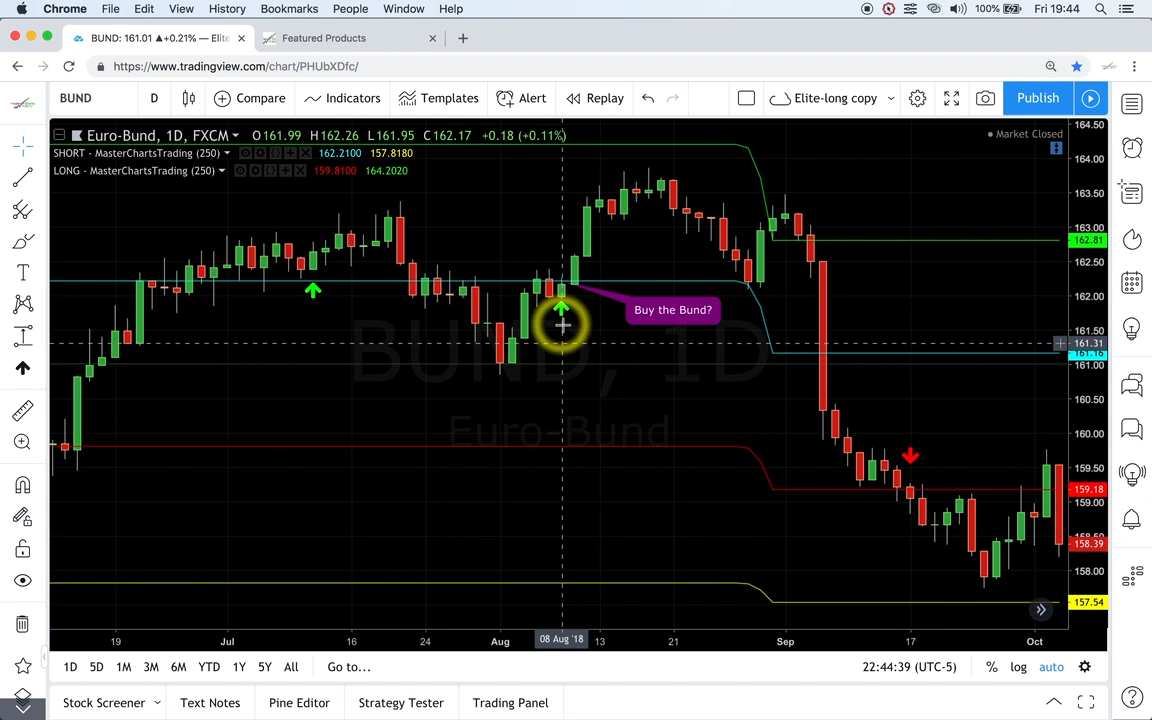 Chrome File Edit View History Bookmarks People Window Help 100% Fri 19:44
BUND: 161.01 ▲+0.21% — Elite Featured Products
https://www.tradingview.com/chart/PHUbXDfc/
BUND D Compare Indicators Templates Alert Replay Elite-long copy Publish
Euro-Bund, 1D, FXCM O161.99 H162.26 L161.95 C162.17 +0.18 (+0.11%) Market Closed
SHORT - MasterChartsTrading (250) 162.2100 157.8180
LONG - MasterChartsTrading (250) 159.8100 164.2020
Buy the Bund?
BUND, 1D
Euro-Bund
164.50
164.00
163.50
163.00
162.81
162.50
162.00
161.50
161.31
161.16
161.00
160.50
160.00
159.50
159.18
159.00
158.39
158.00
157.54
19 Jul 16 24 Aug 08 Aug '18 13 21 Sep 17 Oct
1D 5D 1M 3M 6M YTD 1Y 5Y All Go to... 22:44:39 (UTC-5) % log auto
Stock Screener Text Notes Pine Editor Strategy Tester Trading Panel